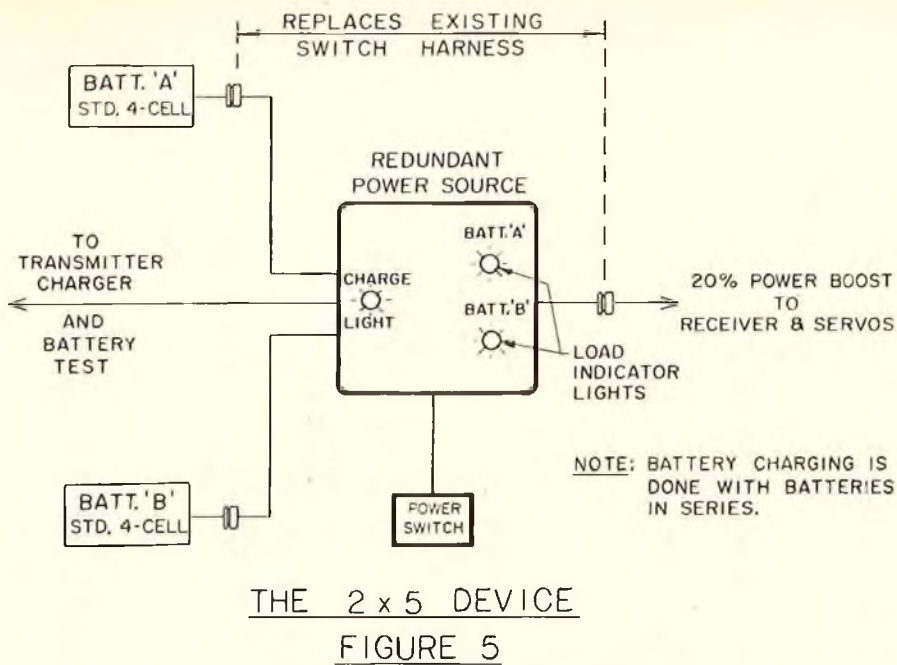 REPLACES EXISTING
SWITCH HARNESS
BATT. 'A'
STD. 4-CELL
REDUNDANT
POWER SOURCE
BATT. 'A'
TO
TRANSMITTER
CHARGER
AND
BATTERY
TEST
CHARGE
LIGHT
BATT. 'B'
20% POWER BOOST
TO
RECEIVER & SERVOS
LOAD
INDICATOR
LIGHTS
BATT. 'B'
STD. 4-CELL
POWER
SWITCH
NOTE: BATTERY CHARGING IS
DONE WITH BATTERIES
IN SERIES.
THE 2 x 5 DEVICE
FIGURE 5